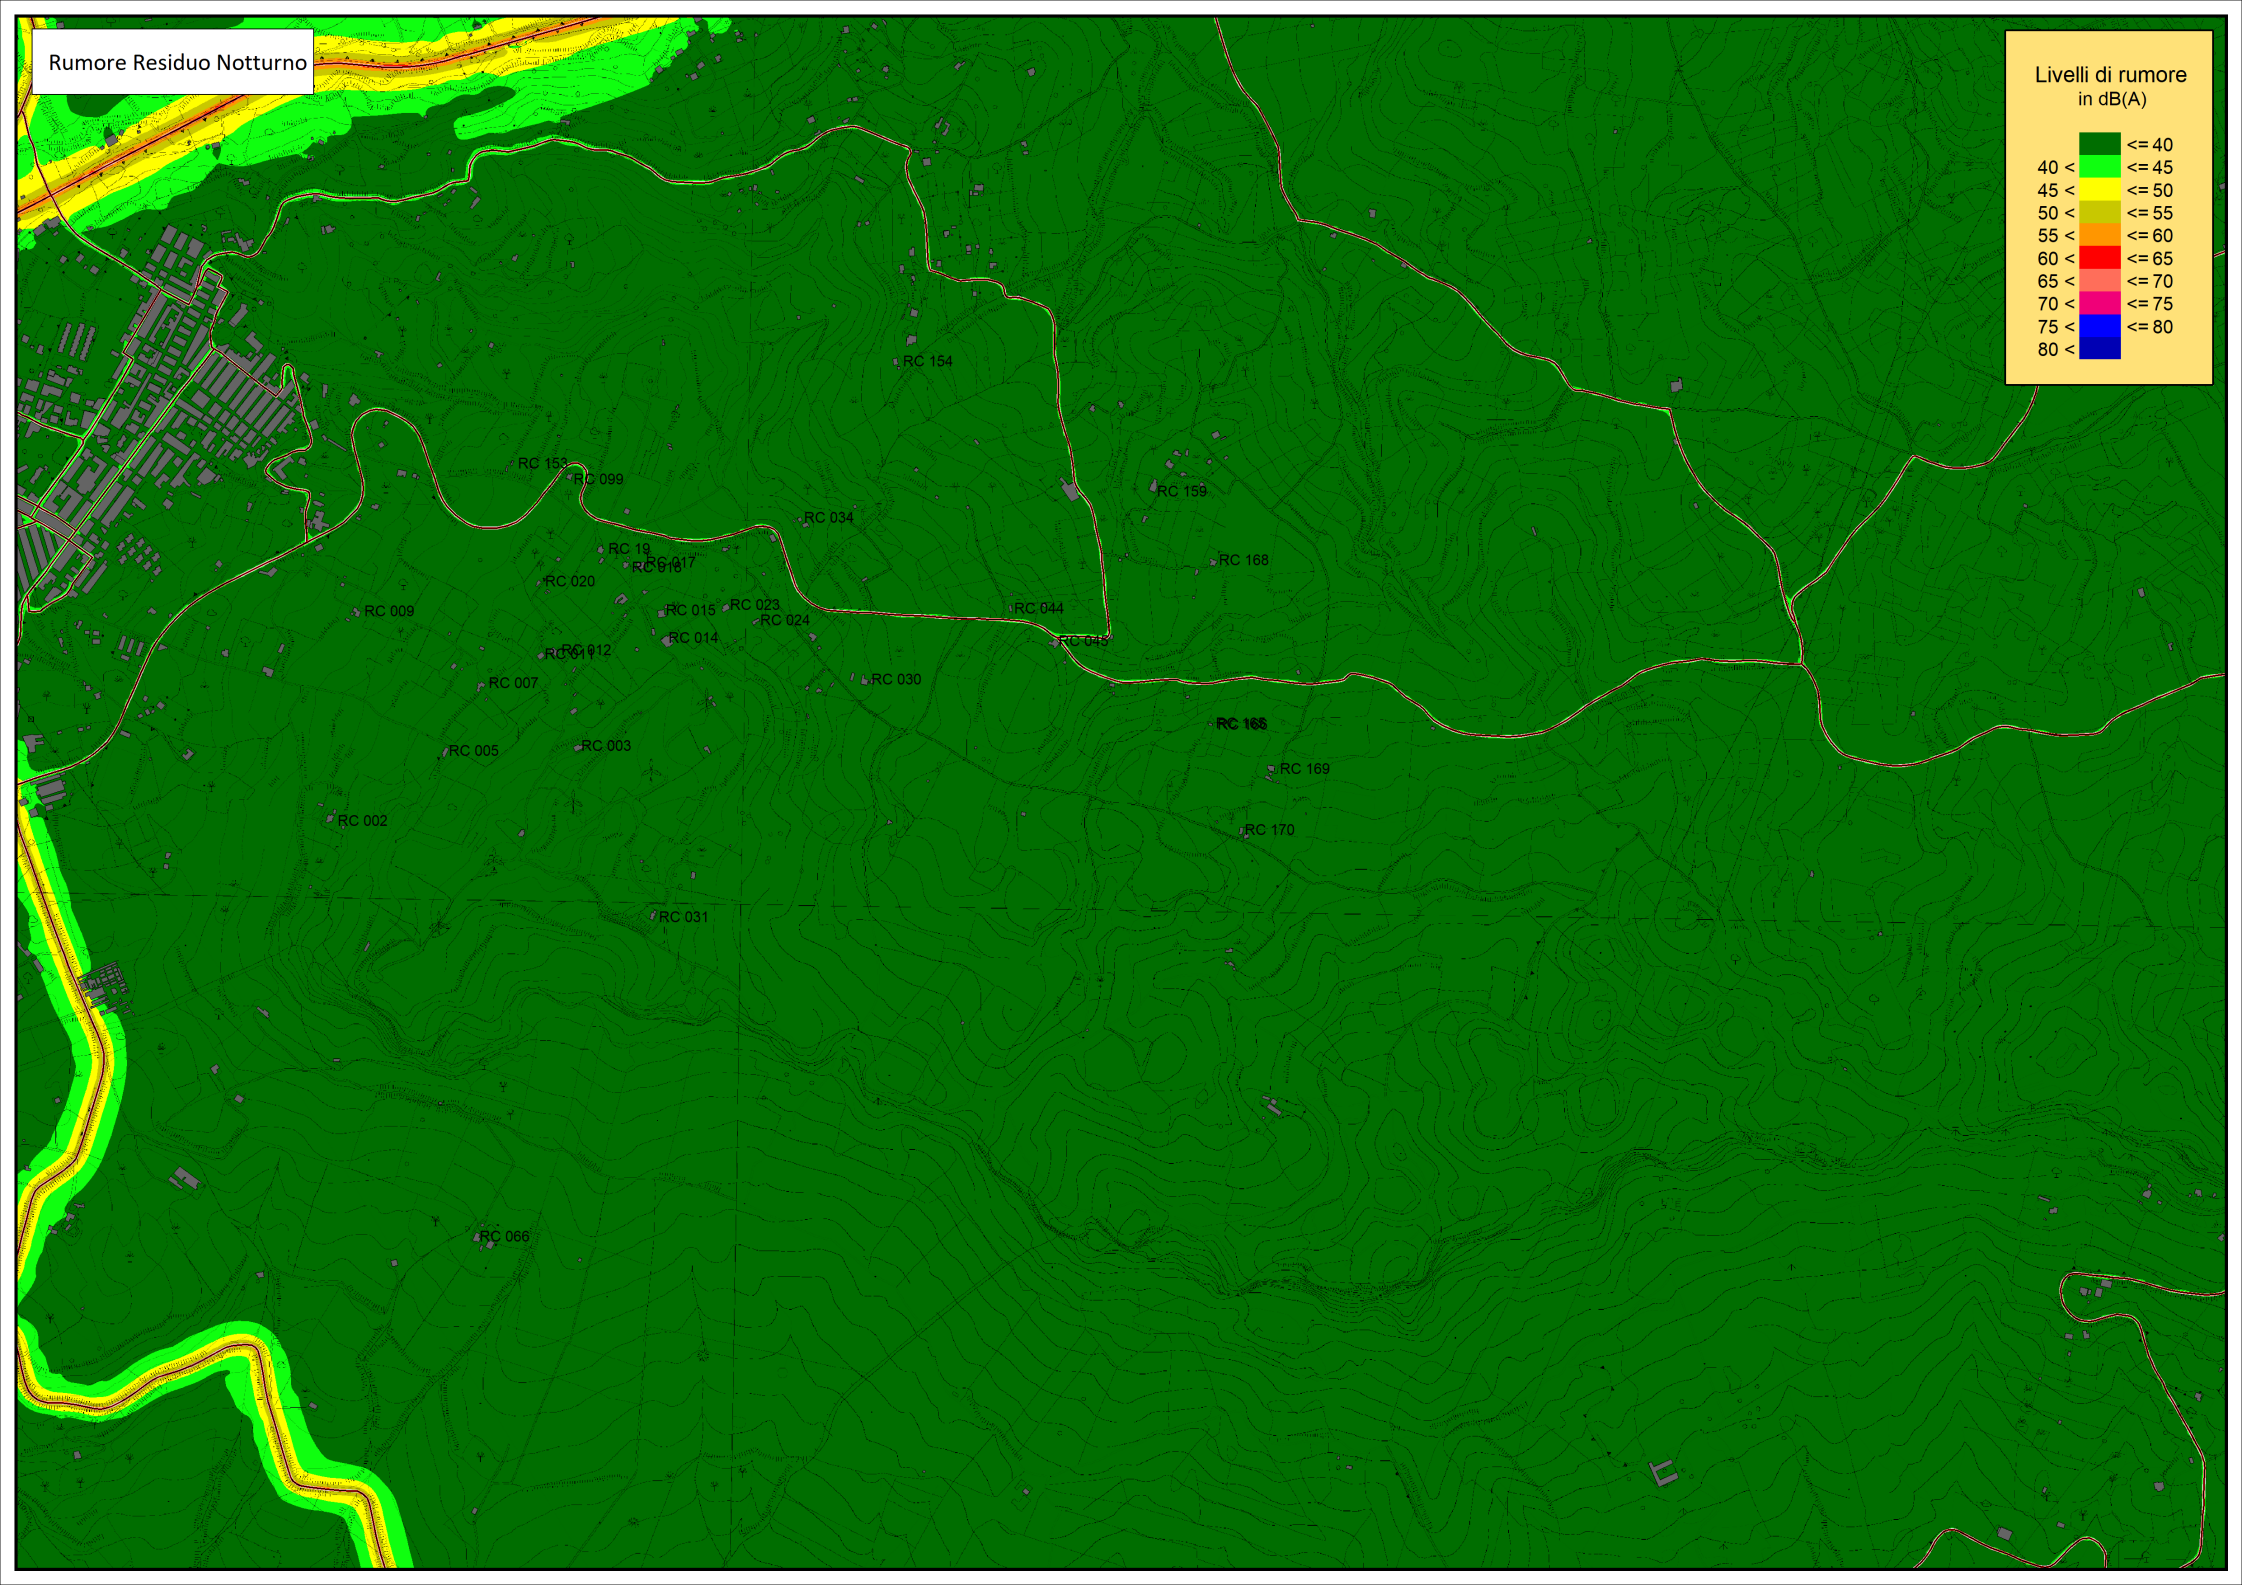 Rumore Residuo Notturno
Livelli di rumore
in dB(A)
<= 40
40 < <= 45
45 < <= 50
50 < <= 55
55 < <= 60
60 < <= 65
65 < <= 70
70 < <= 75
75 < <= 80
80 <
RC 154
RC 153
RC 099
RC 159
RC 034
RC 19
RC 017
RC 168
RC 020
RC 009
RC 015
RC 023
RC 024
RC 044
RC 014
RC 012
RC 011
RC 007
RC 030
RC 003
RC 005
RC 169
RC 002
RC 170
RC 031
RC 066